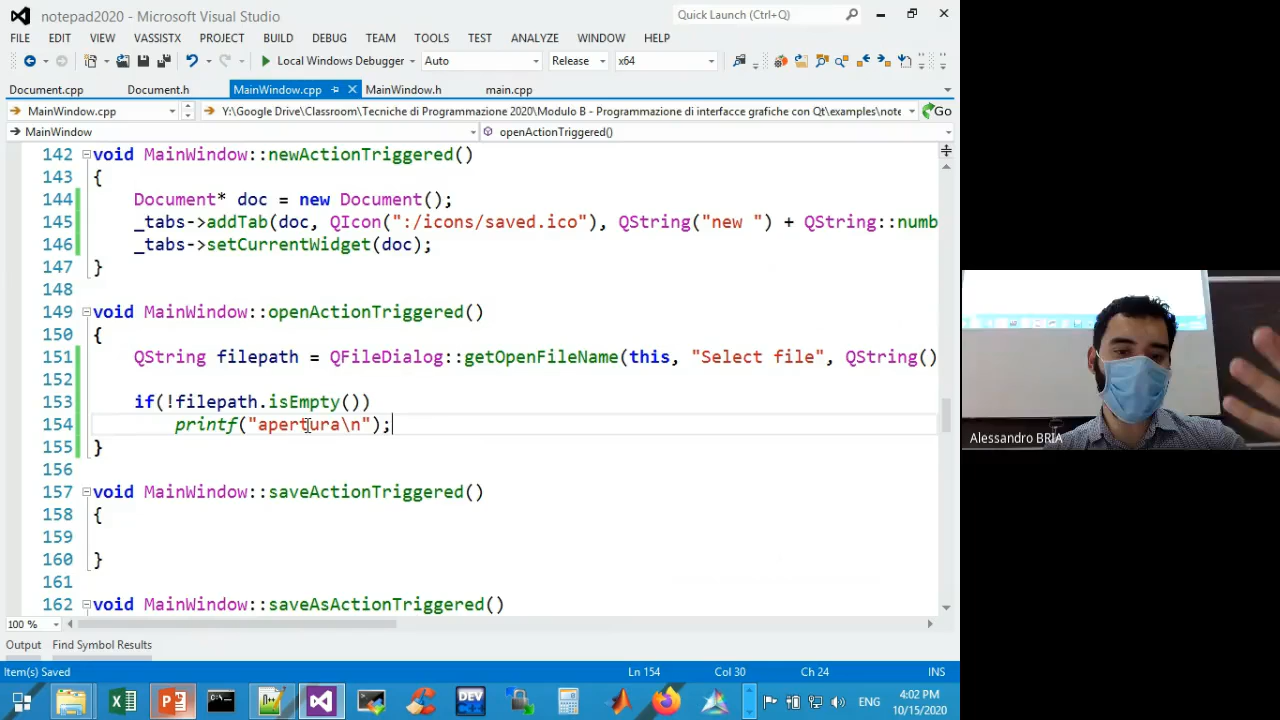 notepad2020 - Microsoft Visual Studio
Quick Launch (Ctrl+Q)
FILE EDIT VIEW VASSISTX PROJECT BUILD DEBUG TEAM TOOLS TEST ANALYZE WINDOW HELP
Local Windows Debugger Auto Release x64
Document.cpp Document.h MainWindow.cpp MainWindow.h main.cpp
MainWindow.cpp Y:\Google Drive\Classroom\Tecniche di Programmazione 2020\Modulo B - Programmazione di interfacce grafiche con Qt\examples\note Go
MainWindow openActionTriggered()
142 void MainWindow::newActionTriggered()
143 {
144 Document* doc = new Document();
145 _tabs->addTab(doc, QIcon(":/icons/saved.ico"), QString("new ") + QString::numb
146 _tabs->setCurrentWidget(doc);
147 }
148
149 void MainWindow::openActionTriggered()
150 {
151 QString filepath = QFileDialog::getOpenFileName(this, "Select file", QString()
152
153 if(!filepath.isEmpty())
154 printf("apertura\n");
155 }
156
157 void MainWindow::saveActionTriggered()
158 {
159
160 }
161
162 void MainWindow::saveAsActionTriggered()
100 %
Output Find Symbol Results
Item(s) Saved Ln 154 Col 30 Ch 24 INS
DEV
ENG
4:02 PM
10/15/2020
Alessandro BRIA